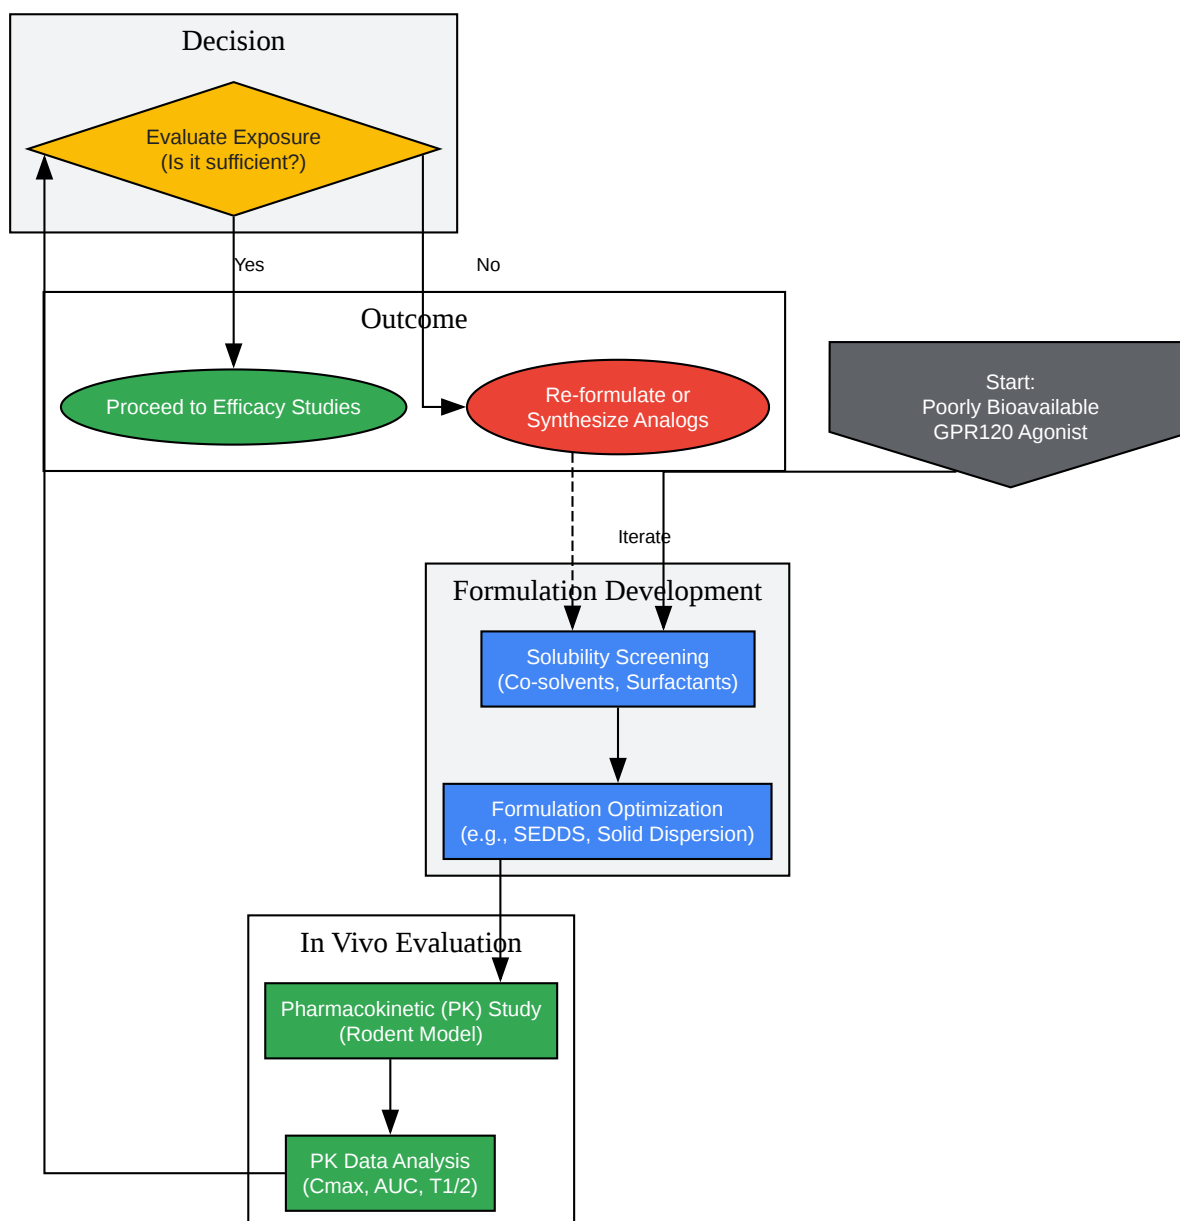 Decision
Evaluate Exposure
(Is it sufficient?)
Yes
No
Outcome
Proceed to Efficacy Studies
Re-formulate or
Synthesize Analogs
Start:
Poorly Bioavailable
GPR120 Agonist
Iterate
Formulation Development
Solubility Screening
(Co-solvents, Surfactants)
Formulation Optimization
(e.g., SEDDS, Solid Dispersion)
In Vivo Evaluation
Pharmacokinetic (PK) Study
(Rodent Model)
PK Data Analysis
(Cmax, AUC, T1/2)